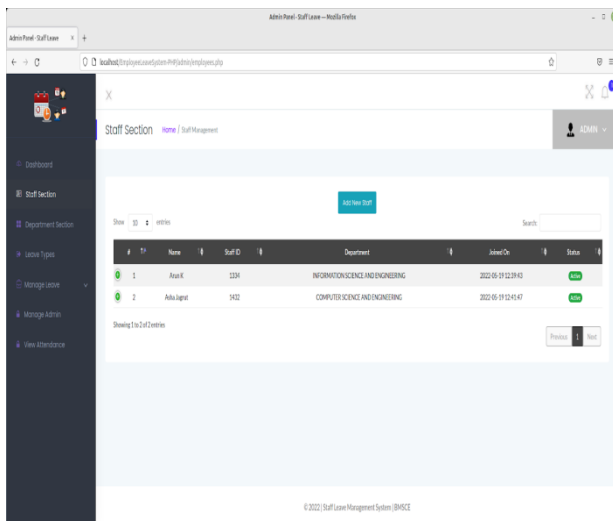 Admin Panel - Staff Leave — Mozilla Firefox
Admin Panel - Staff Leave × +
localhost/EmployeeLeaveSystem-PHP/admin/employees.php
Staff Section Home / Staff Management
ADMIN
Dashboard
Staff Section
Department Section
Leave Types
Manage Leave
Manage Admin
View Attendance
Add New Staff
Show 10 entries Search:
# Name Staff ID Department Joined On Status
1 Arun K 1334 INFORMATION SCIENCE AND ENGINEERING 2022-05-19 12:39:43 Active
2 Asha Jagnat 1432 COMPUTER SCIENCE AND ENGINEERING 2022-05-19 12:41:47 Active
Showing 1 to 2 of 2 entries
Previous 1 Next
© 2022 | Staff Leave Management System | BMSCE